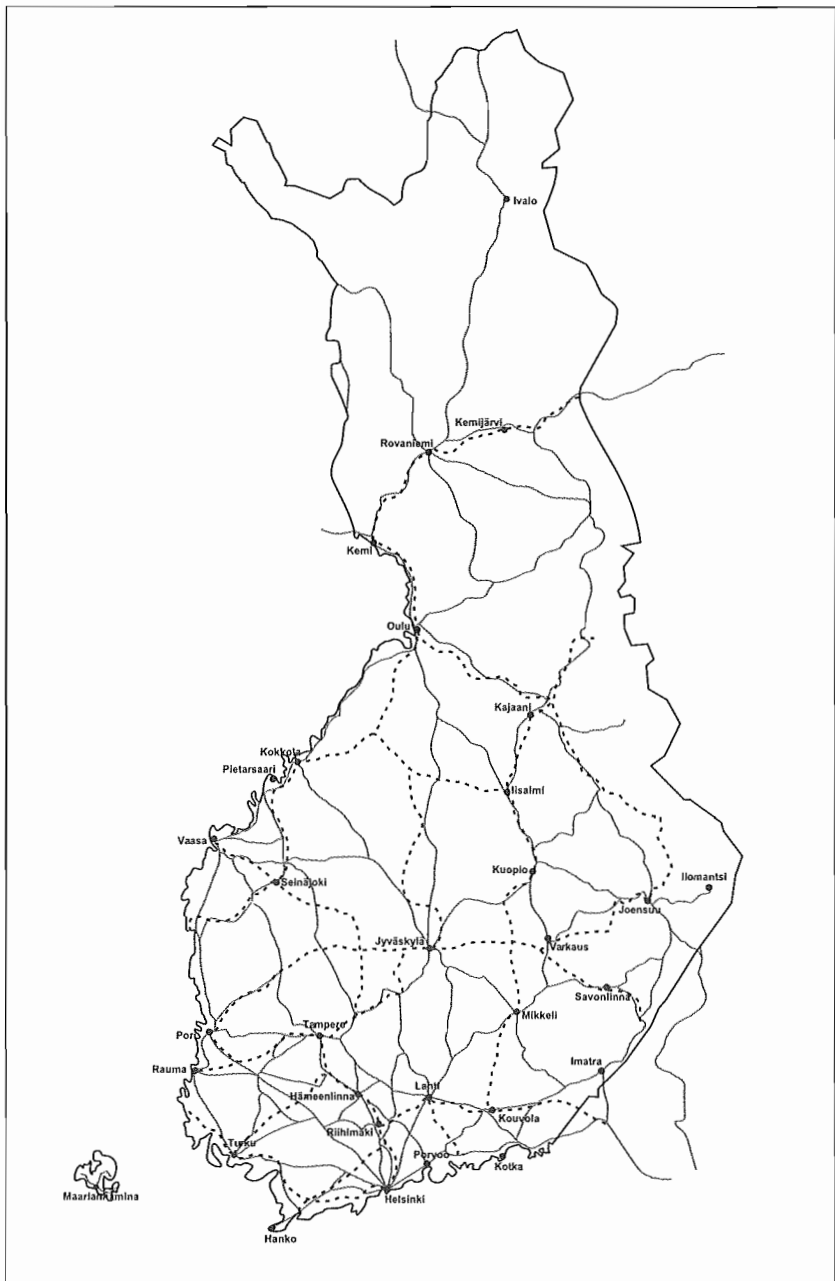 Ivalo
Kemijärvi
Rovaniemi
Kemi
Oulu
Kajaani
Kokkola
Pietarsaari
Iisalmi
Vaasa
Kuopio
Ilomantsi
Seinäjoki
Joensuu
Jyväskylä
Varkaus
Savonlinna
Mikkeli
Tampere
Pori
Imatra
Rauma
Lahti
Hämeenlinna
Kouvola
Riihimäki
Turku
Porvoo
Kotka
Maarianhamina
Helsinki
Hanko